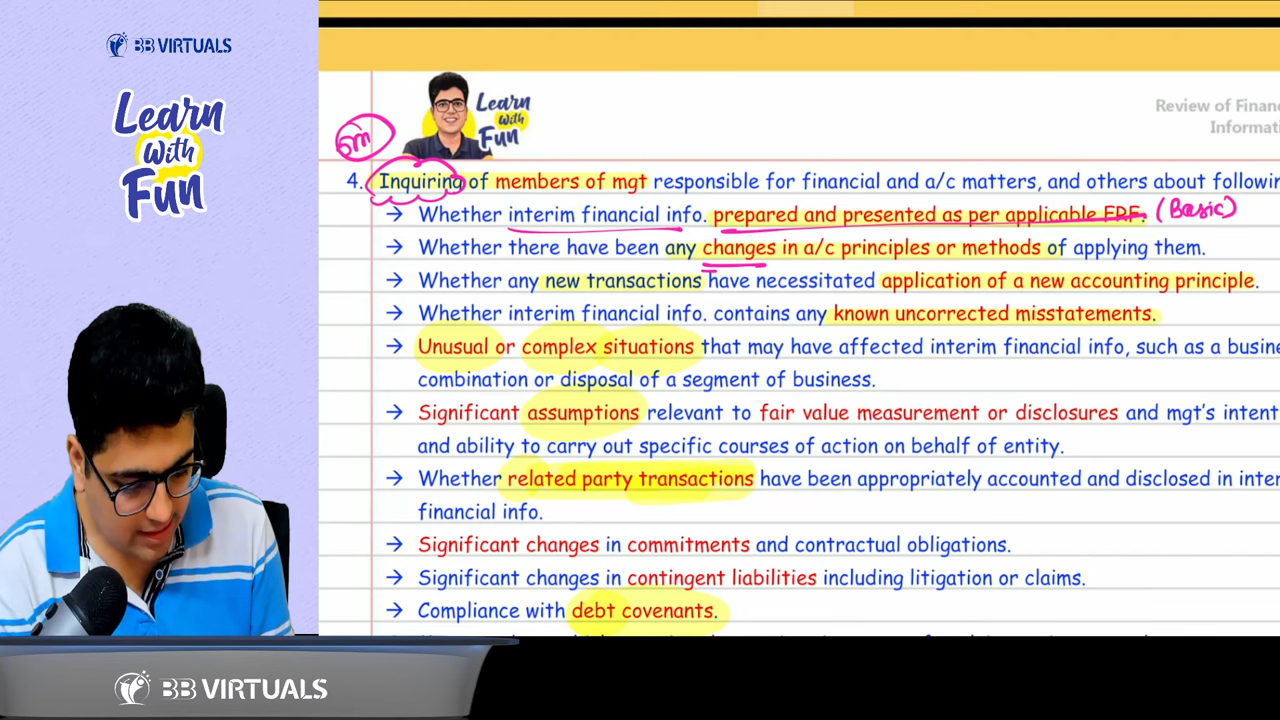 BB VIRTUALS
Learn
With
Fun
Learn
With
Fun
Review of Finan
Informati
5m
4. Inquiring of members of mgt responsible for financial and a/c matters, and others about followin
→ Whether interim financial info. prepared and presented as per applicable FRF. (Basic)
→ Whether there have been any changes in a/c principles or methods of applying them.
→ Whether any new transactions have necessitated application of a new accounting principle.
→ Whether interim financial info. contains any known uncorrected misstatements.
→ Unusual or complex situations that may have affected interim financial info, such as a busine
combination or disposal of a segment of business.
→ Significant assumptions relevant to fair value measurement or disclosures and mgt's intent
and ability to carry out specific courses of action on behalf of entity.
→ Whether related party transactions have been appropriately accounted and disclosed in inter
financial info.
→ Significant changes in commitments and contractual obligations.
→ Significant changes in contingent liabilities including litigation or claims.
→ Compliance with debt covenants.
BB VIRTUALS